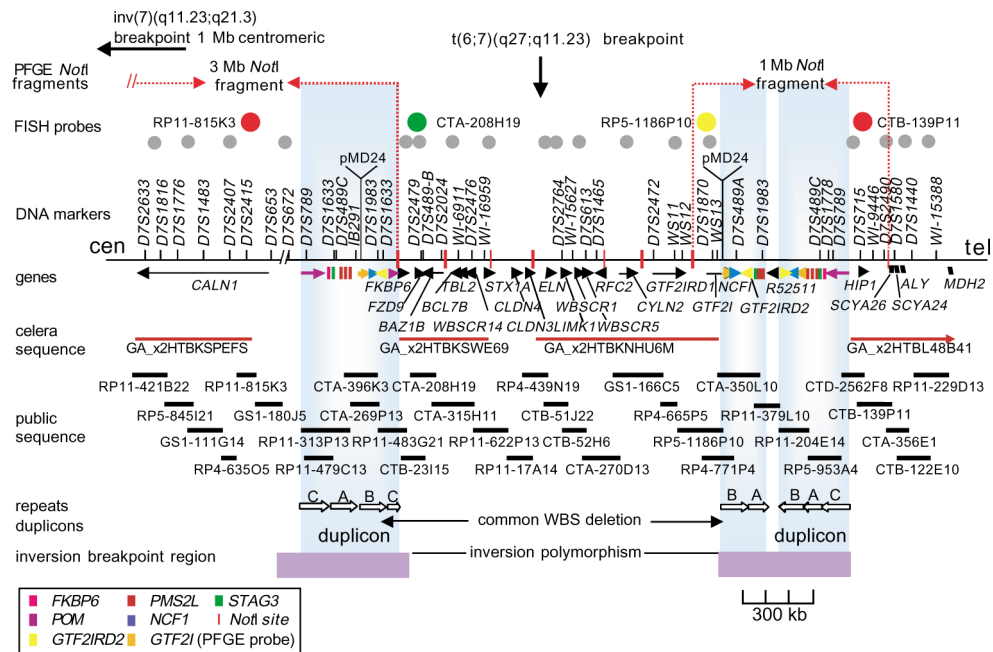 inv(7)(q11.23;q21.3)
breakpoint 1 Mb centromeric
t(6;7)(q27;q11.23) breakpoint
PFGE NotI fragments
3 Mb NotI fragment
1 Mb NotI fragment
FISH probes
RP11-815K3 CTA-208H19 RP5-1186P10 CTB-139P11
pMD24 pMD24
DNA markers
D7S2633 D7S1816 D7S1776 D7S1483 D7S2407 D7S2415 D7S653 D7S672 D7S789 D7S1633 D7S489C IB291 D7S1983 D7S1633 D7S2479 D7S489-B D7S2024 WI-6911 D7S2476 WI-16959 D7S2764 WI-15627 D7S613 D7S1465 D7S2472 WS11 WS12 D7S1870 WS13 D7S489A D7S1983 D7S489C D7S1778 D7S789 D7S715 WI-9446 D7S2490 D7S1580 D7S1440 WI-15388
cen tel
genes
CALN1 FKBP6 TBL2 STX1A ELN RFC2 GTF2IRD1 NCF1 R52511 HIP1 ALY MDH2
FZD9 BCL7B CLDN4 WBSCR1 CYLN2 GTF2I GTF2IRD2 SCYA26 SCYA24
BAZ1B WBSCR14 CLDN3 LIMK1 WBSCR5
celera sequence
GA_x2HTBKSPEFS GA_x2HTBKSWE69 GA_x2HTBKNHU6M GA_x2HTBL48B41
public sequence
RP11-421B22 RP11-815K3 CTA-396K3 CTA-208H19 RP4-439N19 GS1-166C5 CTA-350L10 CTD-2562F8 RP11-229D13
RP5-845I21 GS1-180J5 CTA-269P13 CTA-315H11 CTB-51J22 RP4-665P5 RP11-379L10 CTB-139P11
GS1-111G14 RP11-313P13 RP11-483G21 RP11-622P13 CTB-52H6 RP5-1186P10 RP11-204E14 CTA-356E1
RP4-635O5 RP11-479C13 CTB-23I15 RP11-17A14 CTA-270D13 RP4-771P4 RP5-953A4 CTB-122E10
repeats
C A B C B A B A C
duplicons
duplicon common WBS deletion duplicon
inversion breakpoint region inversion polymorphism
FKBP6 PMS2L STAG3
POM NCF1 NotI site
GTF2IRD2 GTF2I (PFGE probe)
300 kb